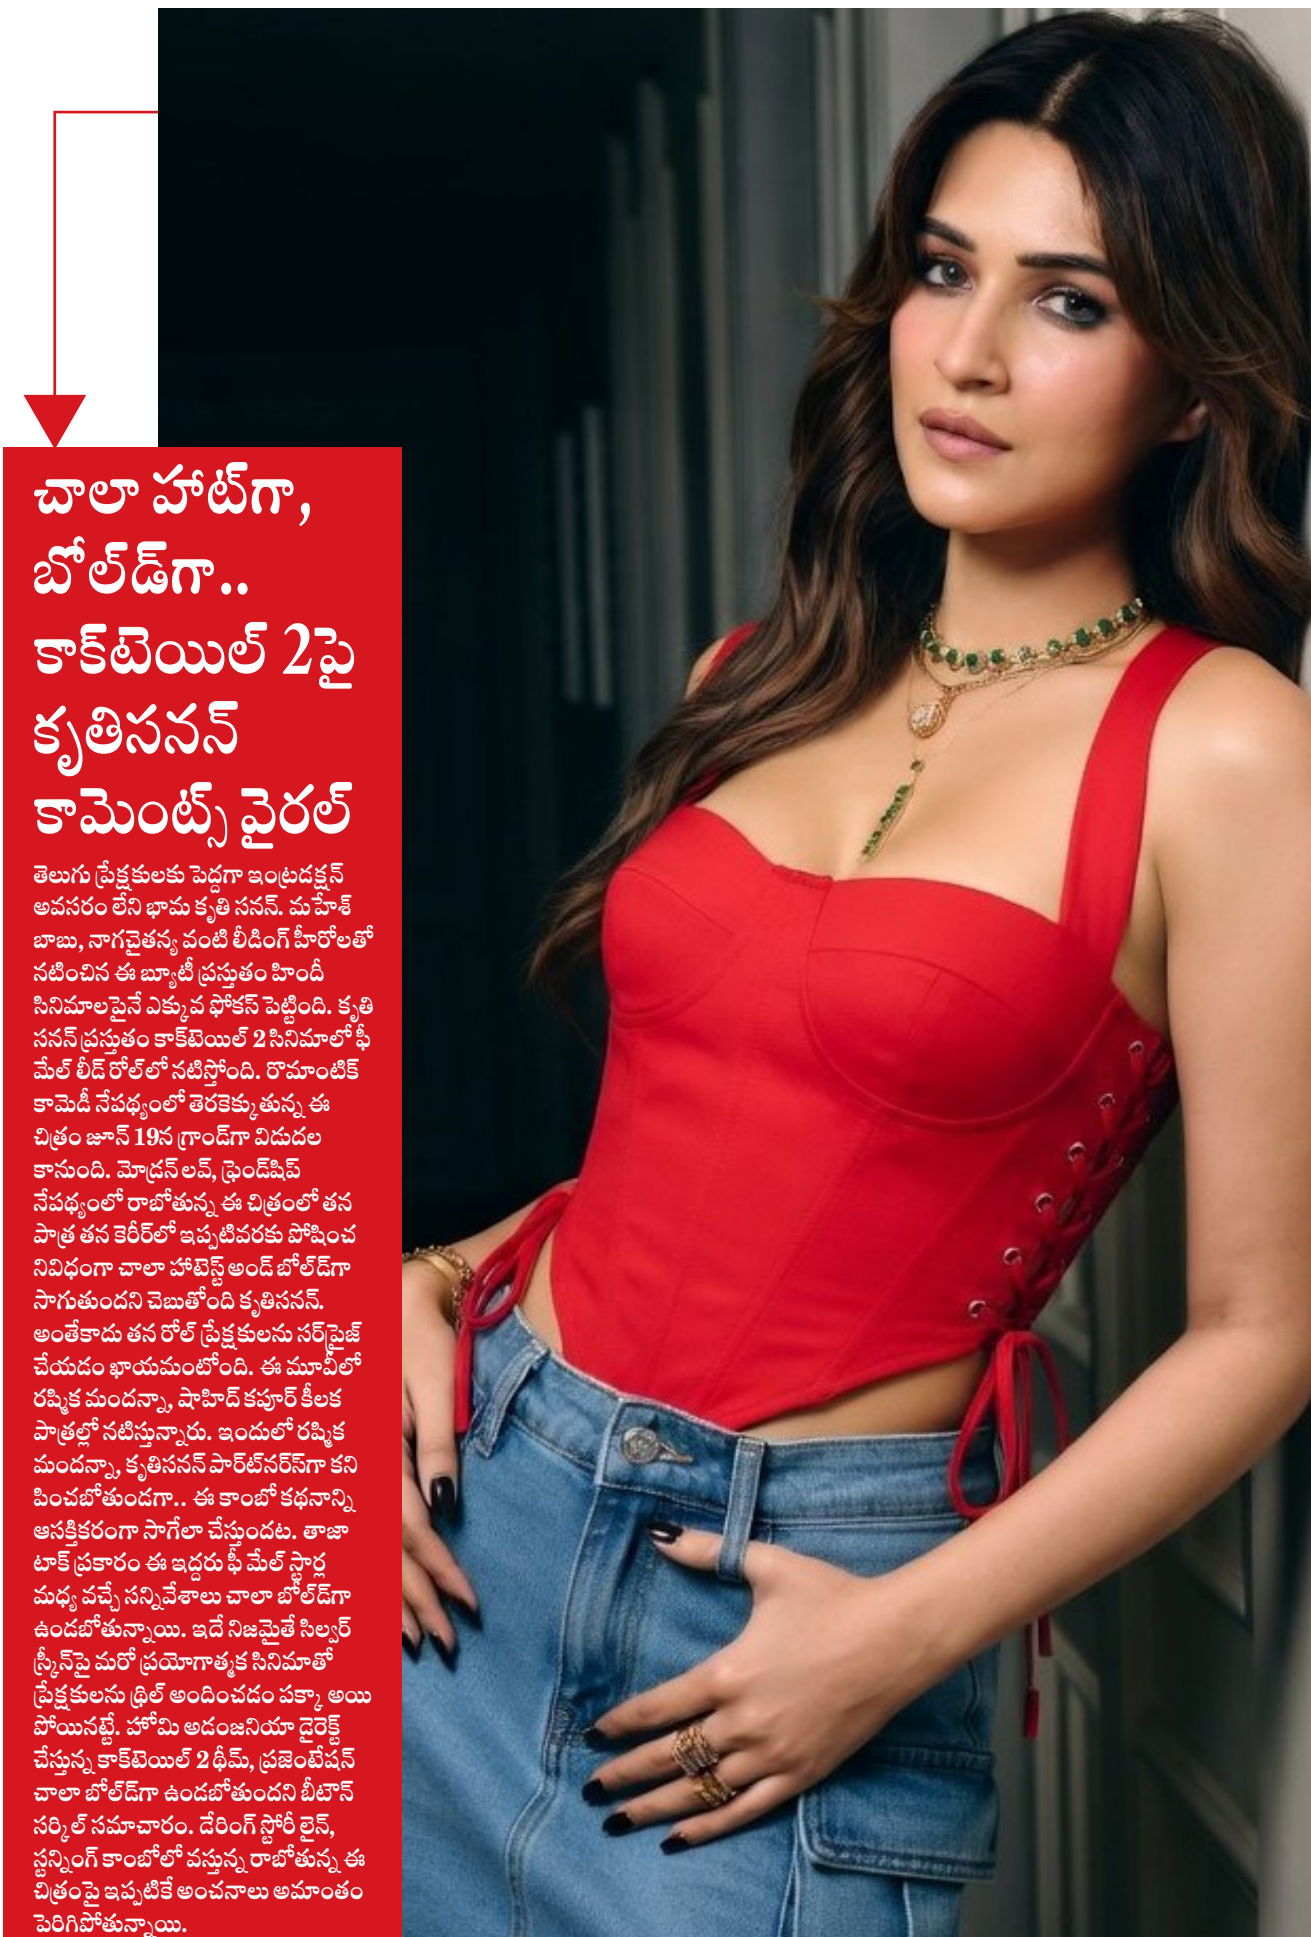 చాలా హాట్‌గా,
బోల్డ్‌గా..
కాక్‌టెయిల్ 2పై
కృతిసనన్
కామెంట్స్ వైరల్
తెలుగు ప్రేక్షకులకు పెద్దగా ఇంట్రడక్షన్
అవసరం లేని భామ కృతి సనన్. మహేశ్
బాబు, నాగచైతన్య వంటి లీడింగ్ హీరోలతో
నటించిన ఈ బ్యూటీ ప్రస్తుతం హిందీ
సినిమాలపైనే ఎక్కువ ఫోకస్ పెట్టింది. కృతి
సనన్ ప్రస్తుతం కాక్‌టెయిల్ 2 సినిమాలో ఫీ
మేల్ లీడ్ రోల్‌లో నటిస్తోంది. రొమాంటిక్
కామెడీ నేపథ్యంలో తెరకెక్కుతున్న ఈ
చిత్రం జూన్ 19న గ్రాండ్‌గా విడుదల
కానుంది. మోడ్రన్ లవ్, ఫ్రెండ్‌షిప్
నేపథ్యంలో రాబోతున్న ఈ చిత్రంలో తన
పాత్ర తన కెరీర్‌లో ఇప్పటివరకు పోషించ
నివిధంగా చాలా హాటెస్ట్ అండ్ బోల్డ్‌గా
సాగుతుందని చెబుతోంది కృతిసనన్.
అంతేకాదు తన రోల్ ప్రేక్షకులను సర్‌ప్రైజ్
చేయడం ఖాయమంటోంది. ఈ మూవీలో
రష్మిక మందన్నా, షాహిద్ కపూర్ కీలక
పాత్రల్లో నటిస్తున్నారు. ఇందులో రష్మిక
మందన్నా, కృతిసనన్ పార్ట్‌నర్స్‌గా కని
పించబోతుండగా.. ఈ కాంబో కథనాన్ని
ఆసక్తికరంగా సాగేలా చేస్తుందట. తాజా
టాక్ ప్రకారం ఈ ఇద్దరు ఫీ మేల్ స్టార్ల
మధ్య వచ్చే సన్నివేశాలు చాలా బోల్డ్‌గా
ఉండబోతున్నాయి. ఇదే నిజమైతే సిల్వర్
స్క్రీన్‌పై మరో ప్రయోగాత్మక సినిమాతో
ప్రేక్షకులను థ్రిల్ అందించడం పక్కా అయి
పోయినట్టే. హోమి అడంజనియా డైరెక్ట్
చేస్తున్న కాక్‌టెయిల్ 2 థీమ్, ప్రజెంటేషన్
చాలా బోల్డ్‌గా ఉండబోతుందని బీటౌన్
సర్కిల్ సమాచారం. డేరింగ్ స్టోరీ లైన్,
స్టన్నింగ్ కాంబోలో వస్తున్న రాబోతున్న ఈ
చిత్రంపై ఇప్పటికే అంచనాలు అమాంతం
పెరిగిపోతున్నాయి.